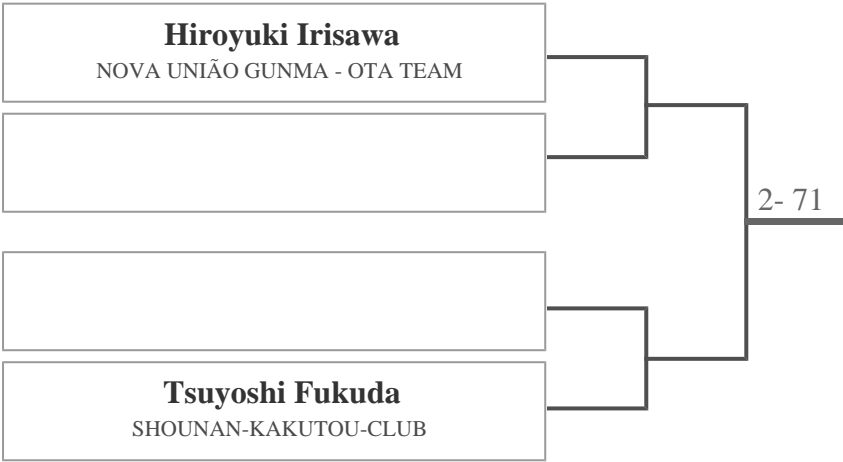 Hiroyuki Irisawa
NOVA UNIÃO GUNMA - OTA TEAM
2- 71
Tsuyoshi Fukuda
SHOUNAN-KAKUTOU-CLUB